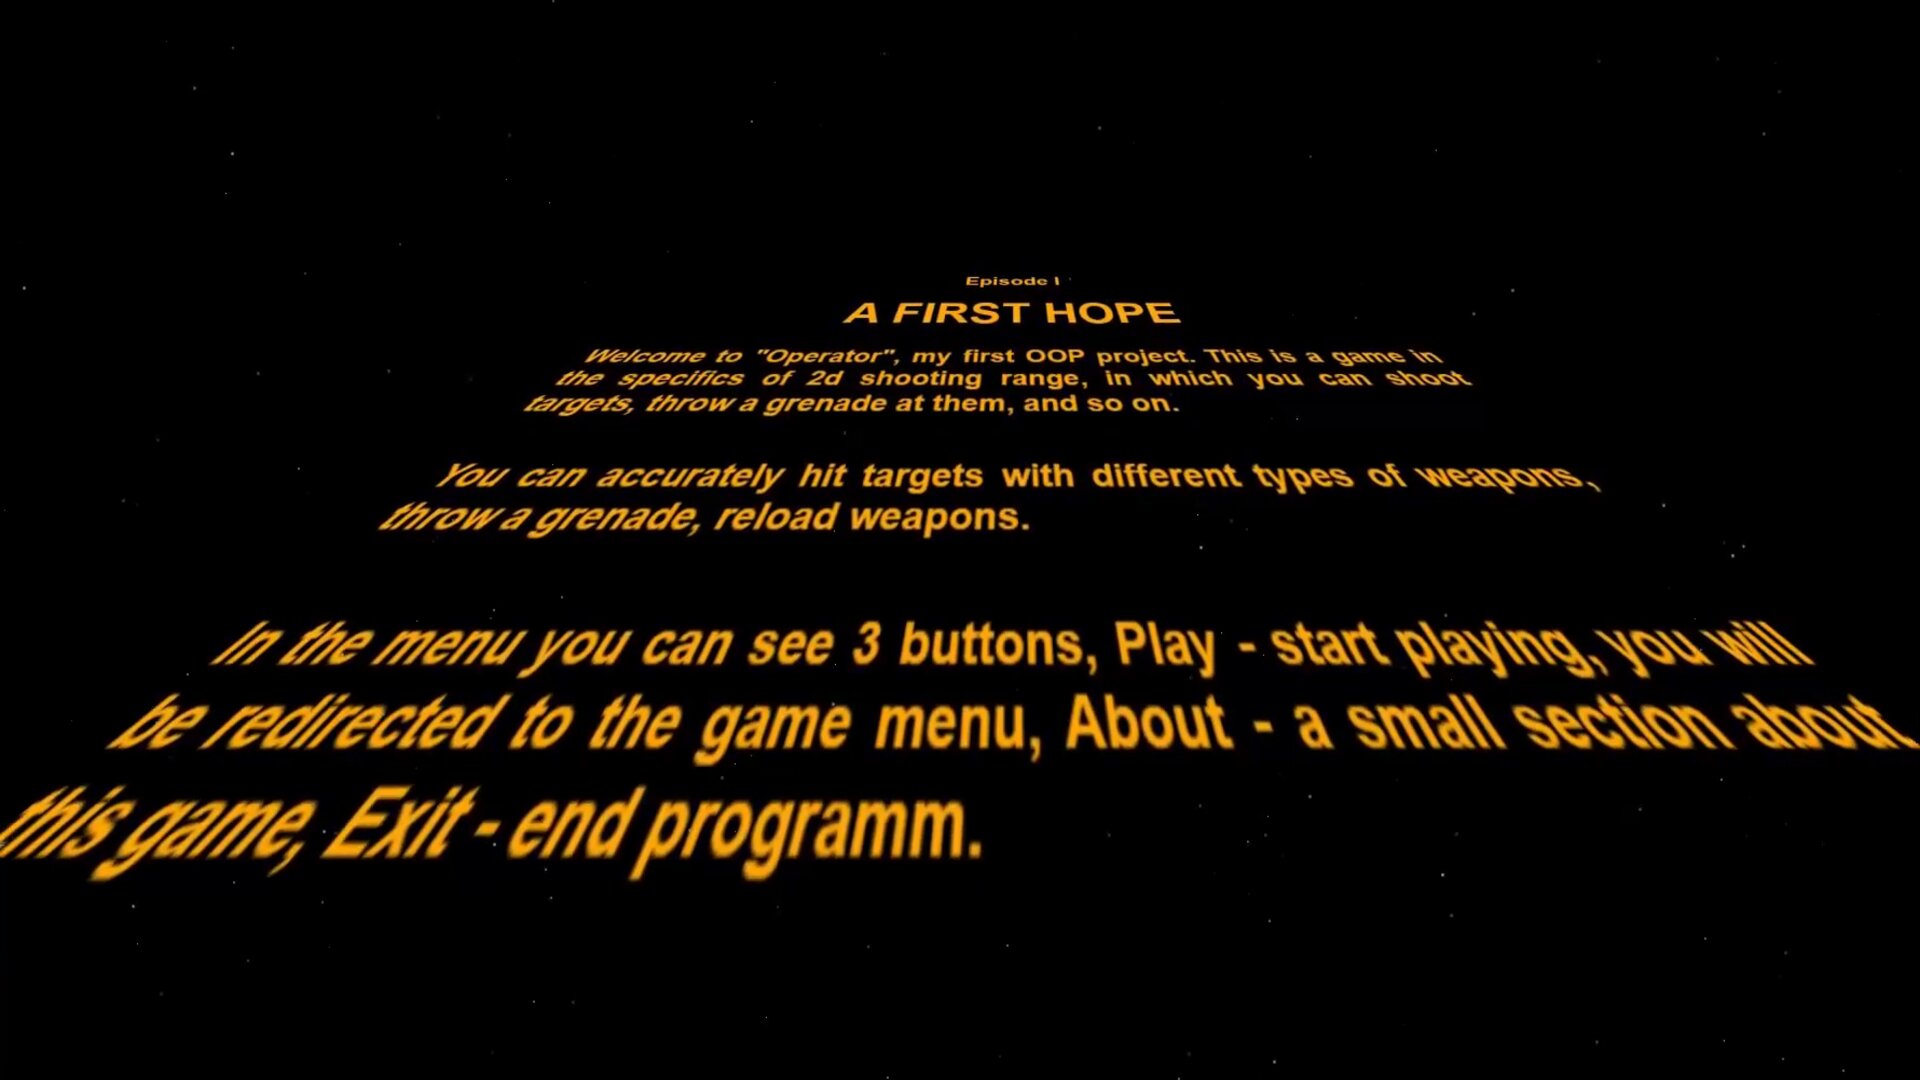 Episode I
A FIRST HOPE
Welcome to "Operator", my first OOP project. This is a game in
the specifics of 2d shooting range, in which you can shoot
targets, throw a grenade at them, and so on.
You can accurately hit targets with different types of weapons,
throw a grenade, reload weapons.
In the menu you can see 3 buttons, Play - start playing, you will
be redirected to the game menu, About - a small section about
this game, Exit - end programm.